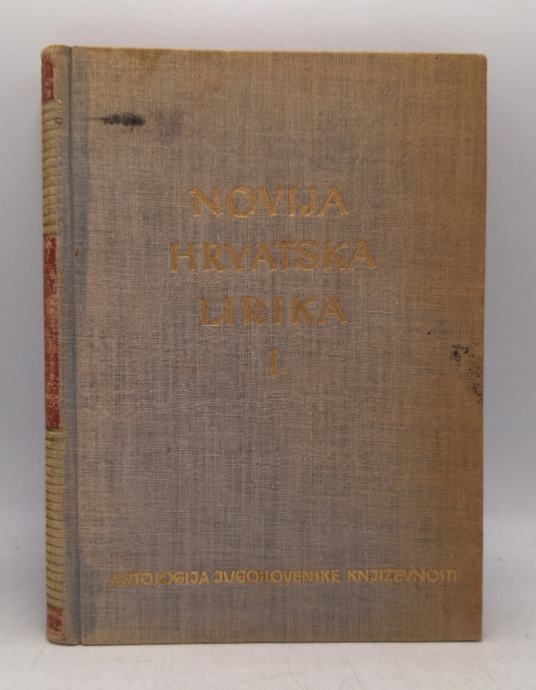 NOVIJA
HRVATSKA
LIRIKA
I
ANTOLOGIJA JUGOSLOVENSKE KNJIŽEVNOSTI